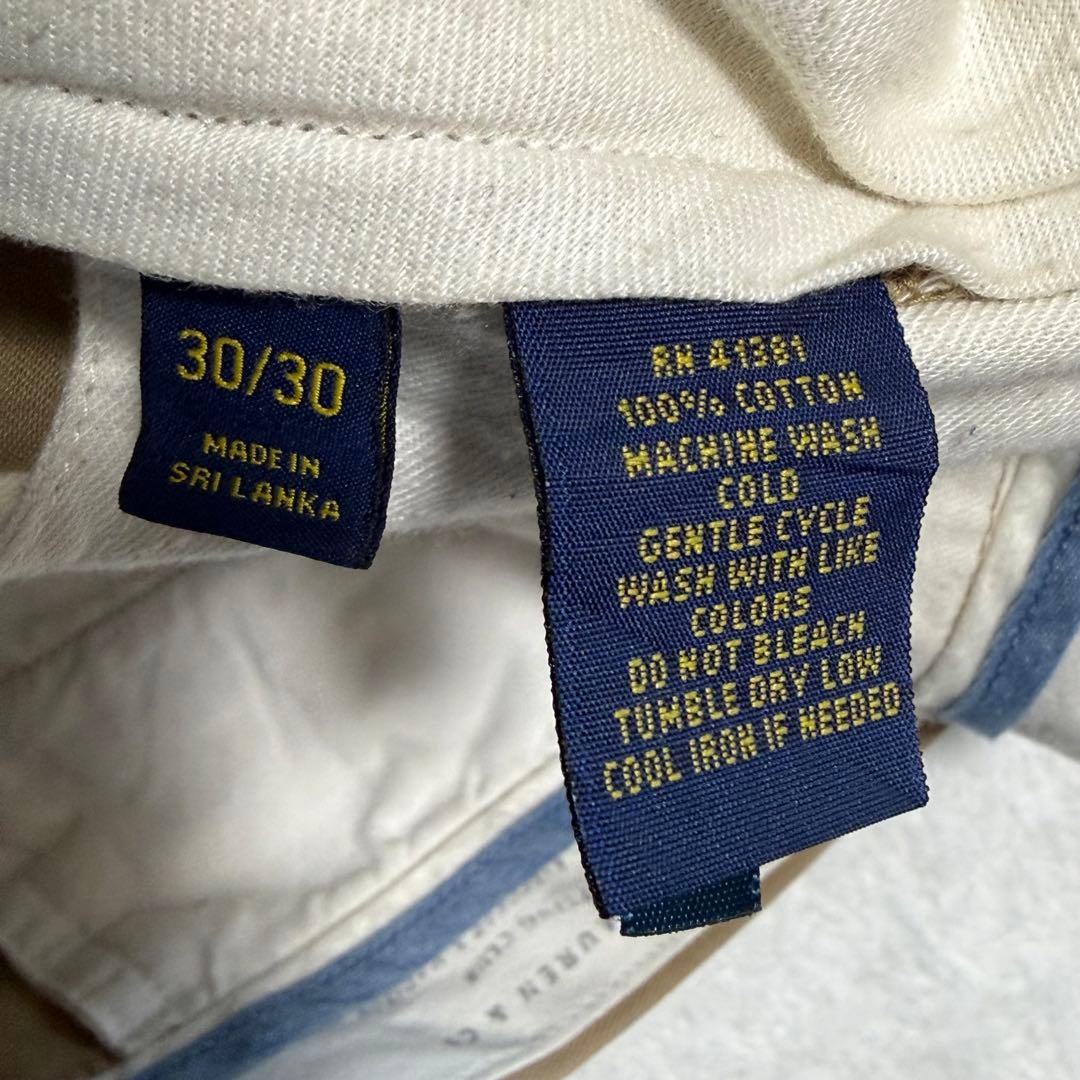 30/30
MADE IN
SRI LANKA
RN 41381
100% COTTON
MACHINE WASH
COLD
GENTLE CYCLE
WASH WITH LIKE
COLORS
DO NOT BLEACH
TUMBLE DRY LOW
COOL IRON IF NEEDED